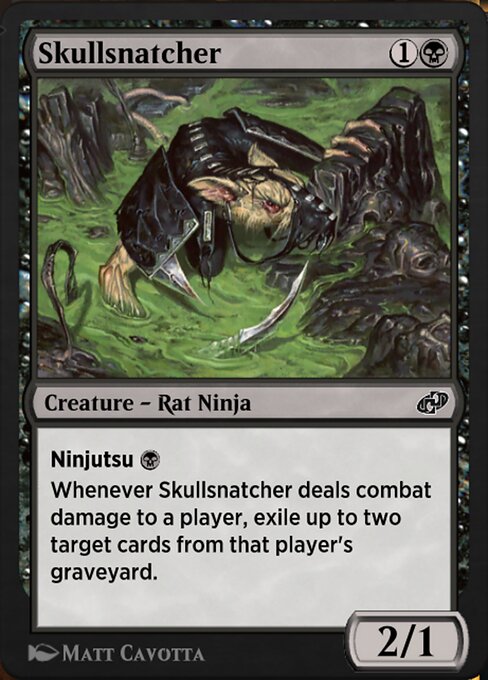 Skullsnatcher 1
Creature – Rat Ninja
Ninjutsu
Whenever Skullsnatcher deals combat
damage to a player, exile up to two
target cards from that player's
graveyard.
2/1
Matt Cavotta